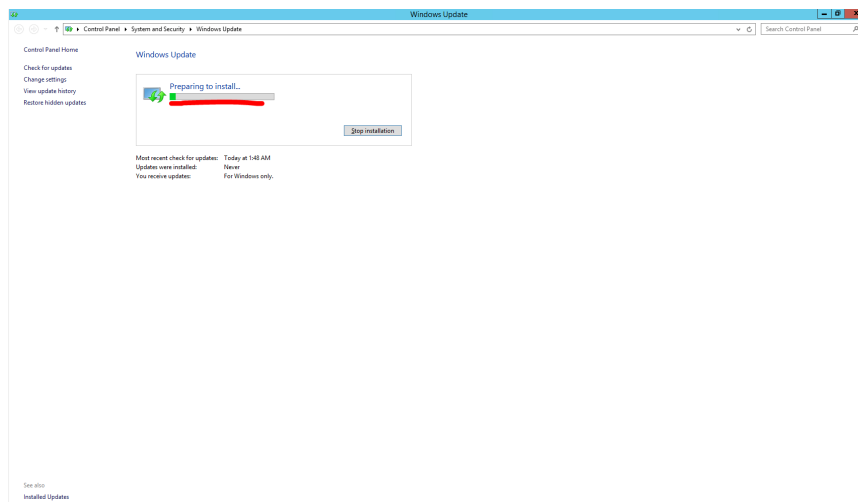 Windows Update
Control Panel ▸ System and Security ▸ Windows Update
Search Control Panel
Control Panel Home
Check for updates
Change settings
View update history
Restore hidden updates
Windows Update
Preparing to install...
Stop installation
Most recent check for updates: Today at 1:48 AM
Updates were installed: Never
You receive updates: For Windows only.
See also
Installed Updates